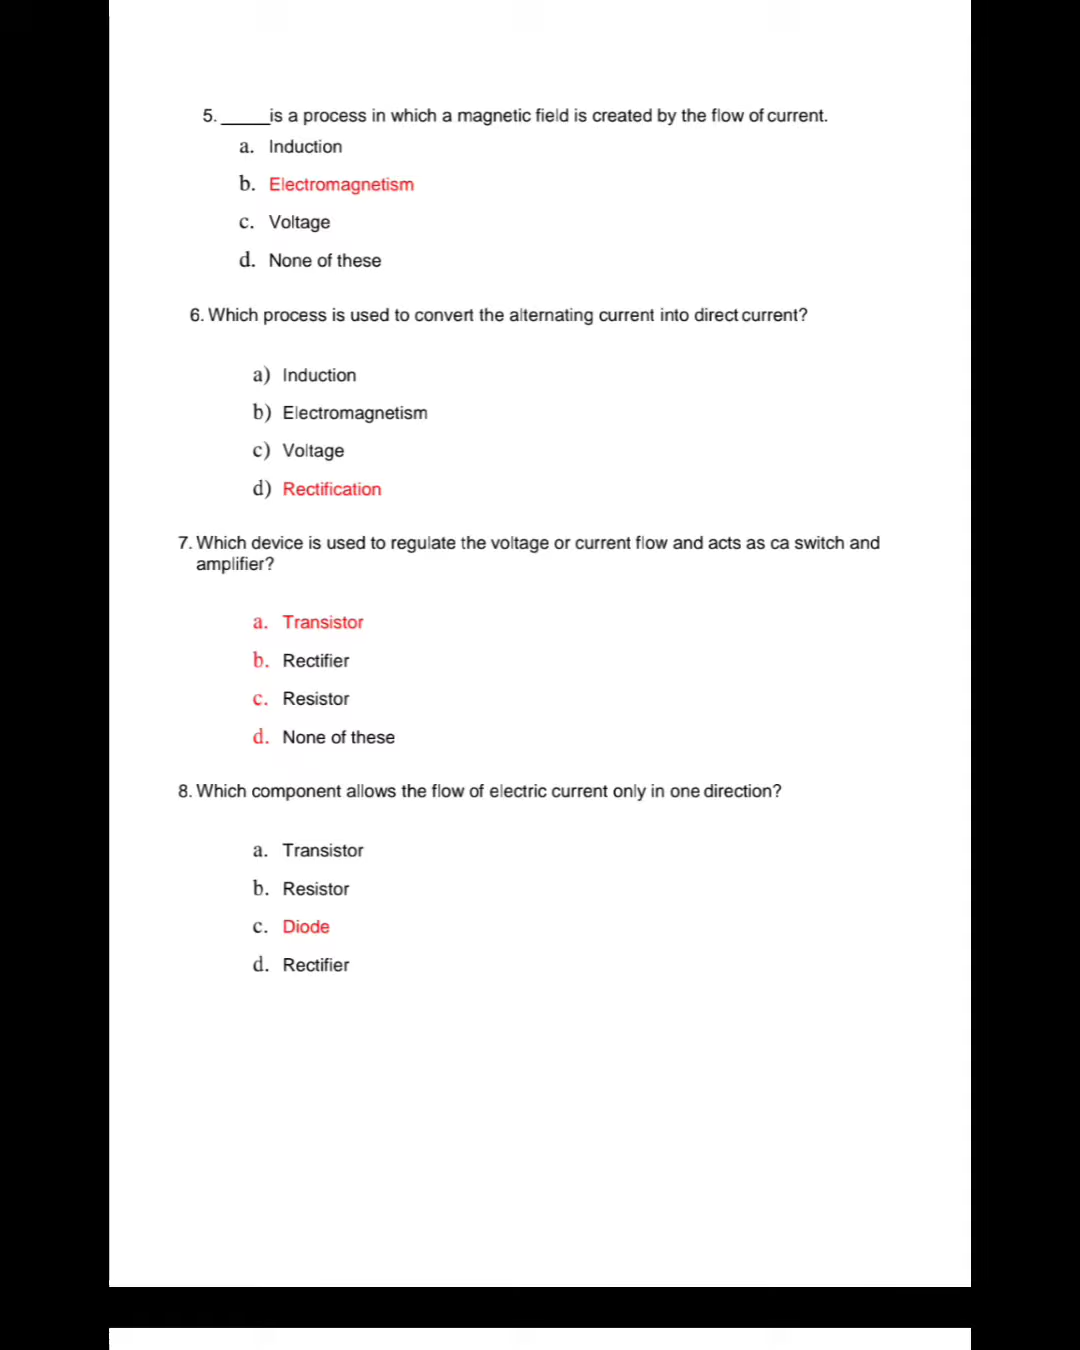 5. _____is a process in which a magnetic field is created by the flow of current.
a. Induction
b. Electromagnetism
c. Voltage
d. None of these
6. Which process is used to convert the alternating current into direct current?
a) Induction
b) Electromagnetism
c) Voltage
d) Rectification
7. Which device is used to regulate the voltage or current flow and acts as ca switch and
amplifier?
a. Transistor
b. Rectifier
c. Resistor
d. None of these
8. Which component allows the flow of electric current only in one direction?
a. Transistor
b. Resistor
c. Diode
d. Rectifier